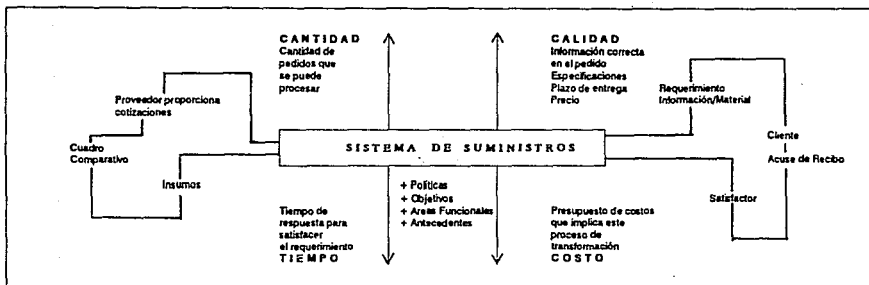 CANTIDAD
Cantidad de
pedidos que
se puede
procesar
CALIDAD
Información correcta
en el pedido
Especificaciones
Plazo de entrega
Precio
Proveedor proporciona
cotizaciones
Requerimiento
Información/Material
Cuadro
Comparativo
SISTEMA DE SUMINISTROS
Cliente
Acuse de Recibo
Insumos
Satisfactor
Tiempo de
respuesta para
satisfacer
el requerimiento
TIEMPO
+ Políticas
+ Objetivos
+ Areas Funcionales
+ Antecedentes
Presupuesto de costos
que implica este
proceso de
transformación
COSTO